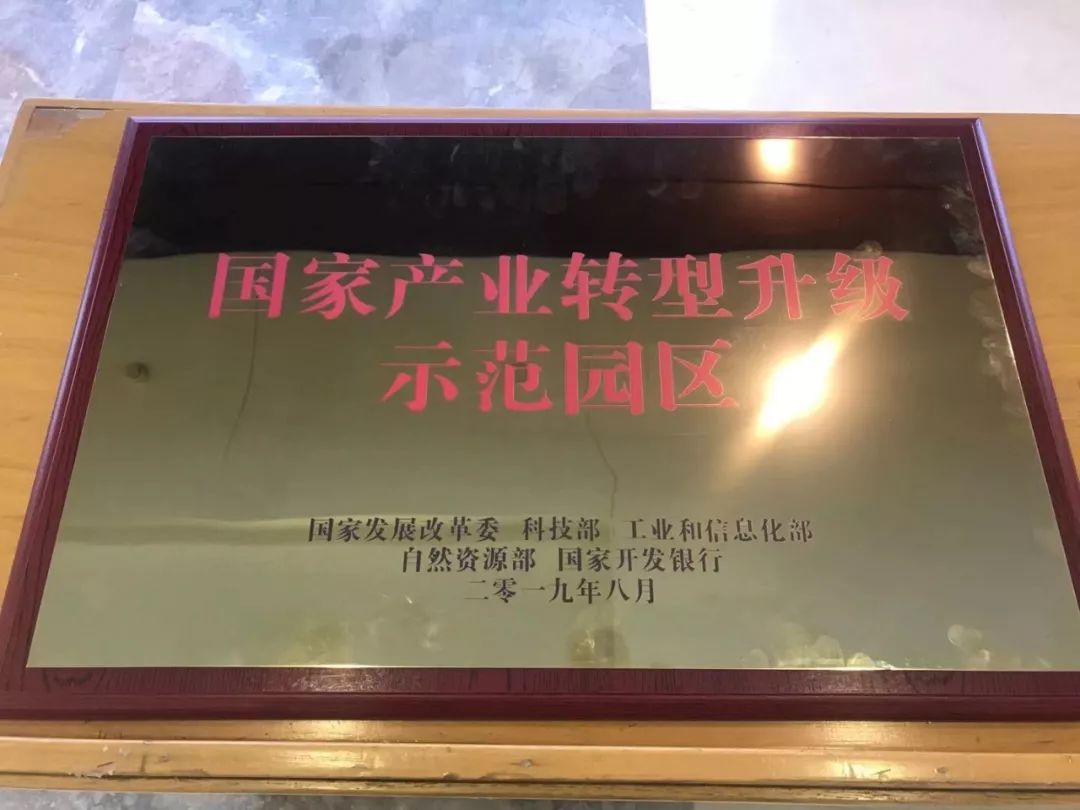 国家产业转型升级
示范园区
国家发展改革委 科技部 工业和信息化部
自然资源部 国家开发银行
二零一九年八月